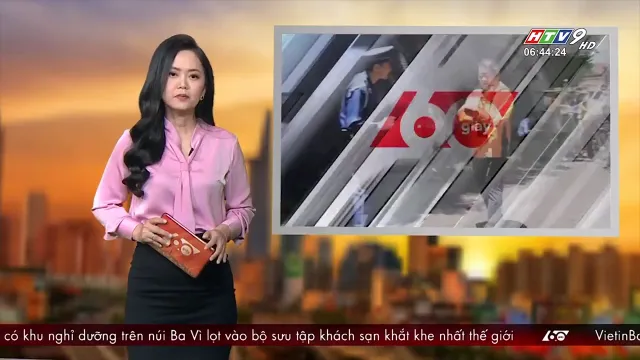 HTV9 HD
06:44:24
60 giây
có khu nghỉ dưỡng trên núi Ba Vì lọt vào bộ sưu tập khách sạn khắt khe nhất thế giới 60 VietinBa